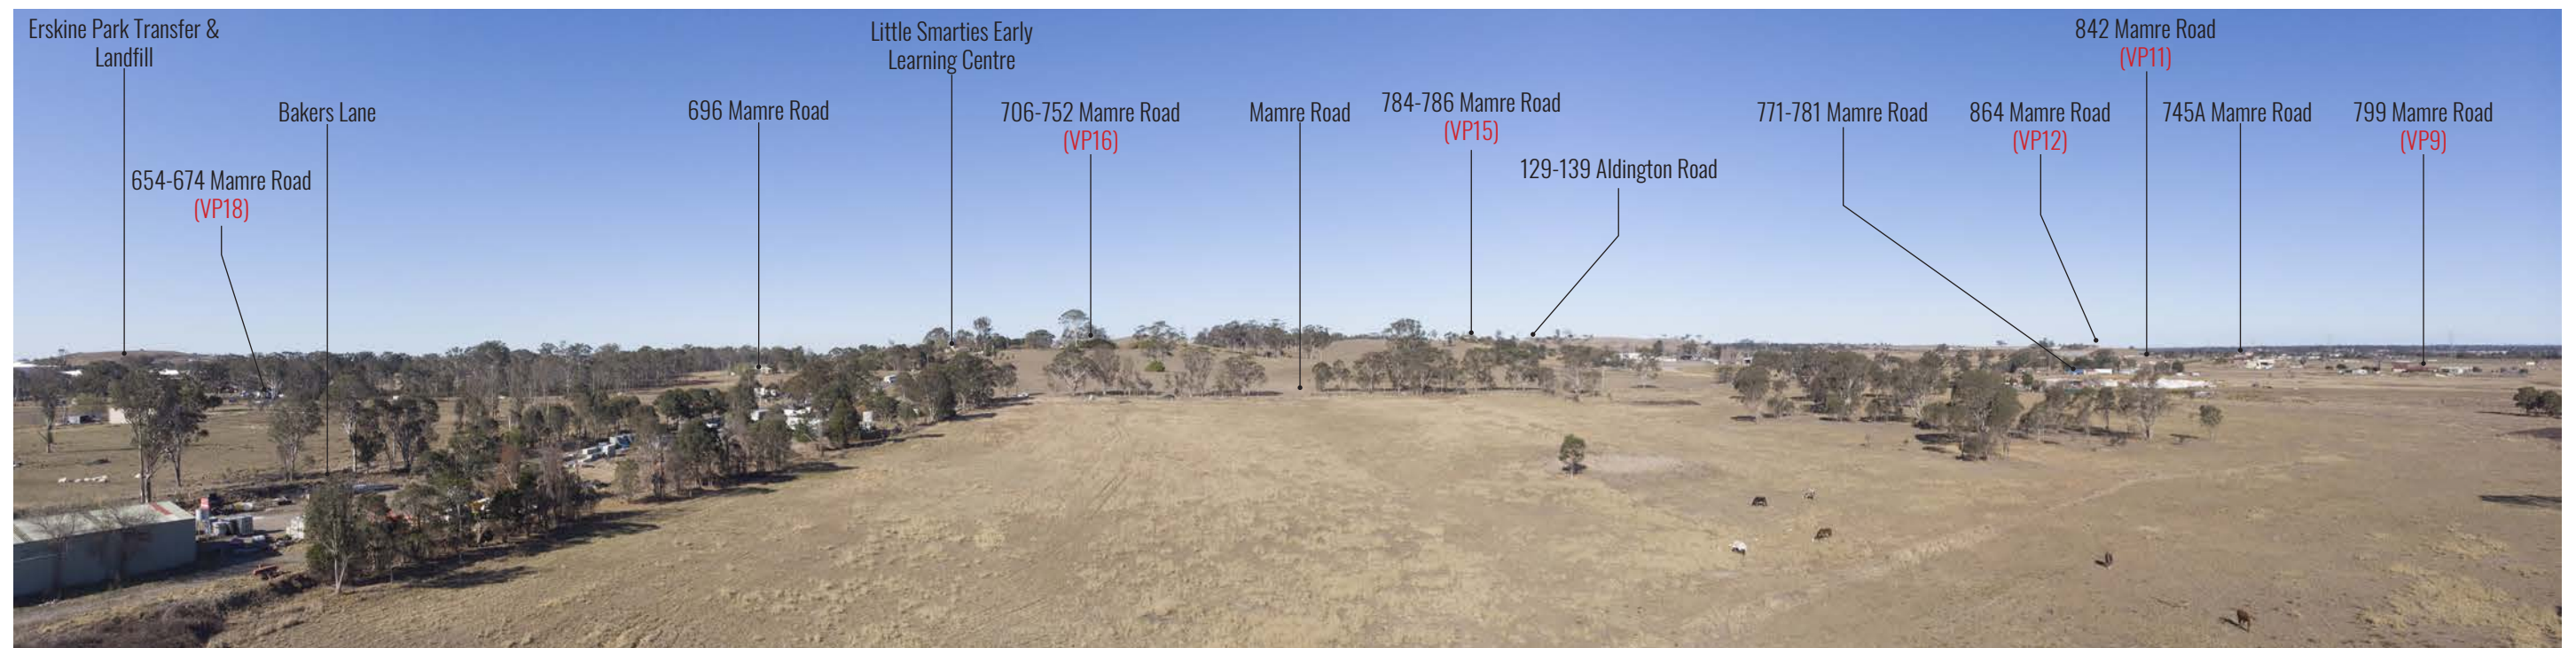 Erskine Park Transfer &
Landfill
654-674 Mamre Road
(VP18)
Bakers Lane
696 Mamre Road
Little Smarties Early
Learning Centre
706-752 Mamre Road
(VP16)
Mamre Road
784-786 Mamre Road
(VP15)
129-139 Aldington Road
771-781 Mamre Road
864 Mamre Road
(VP12)
842 Mamre Road
(VP11)
745A Mamre Road
799 Mamre Road
(VP9)